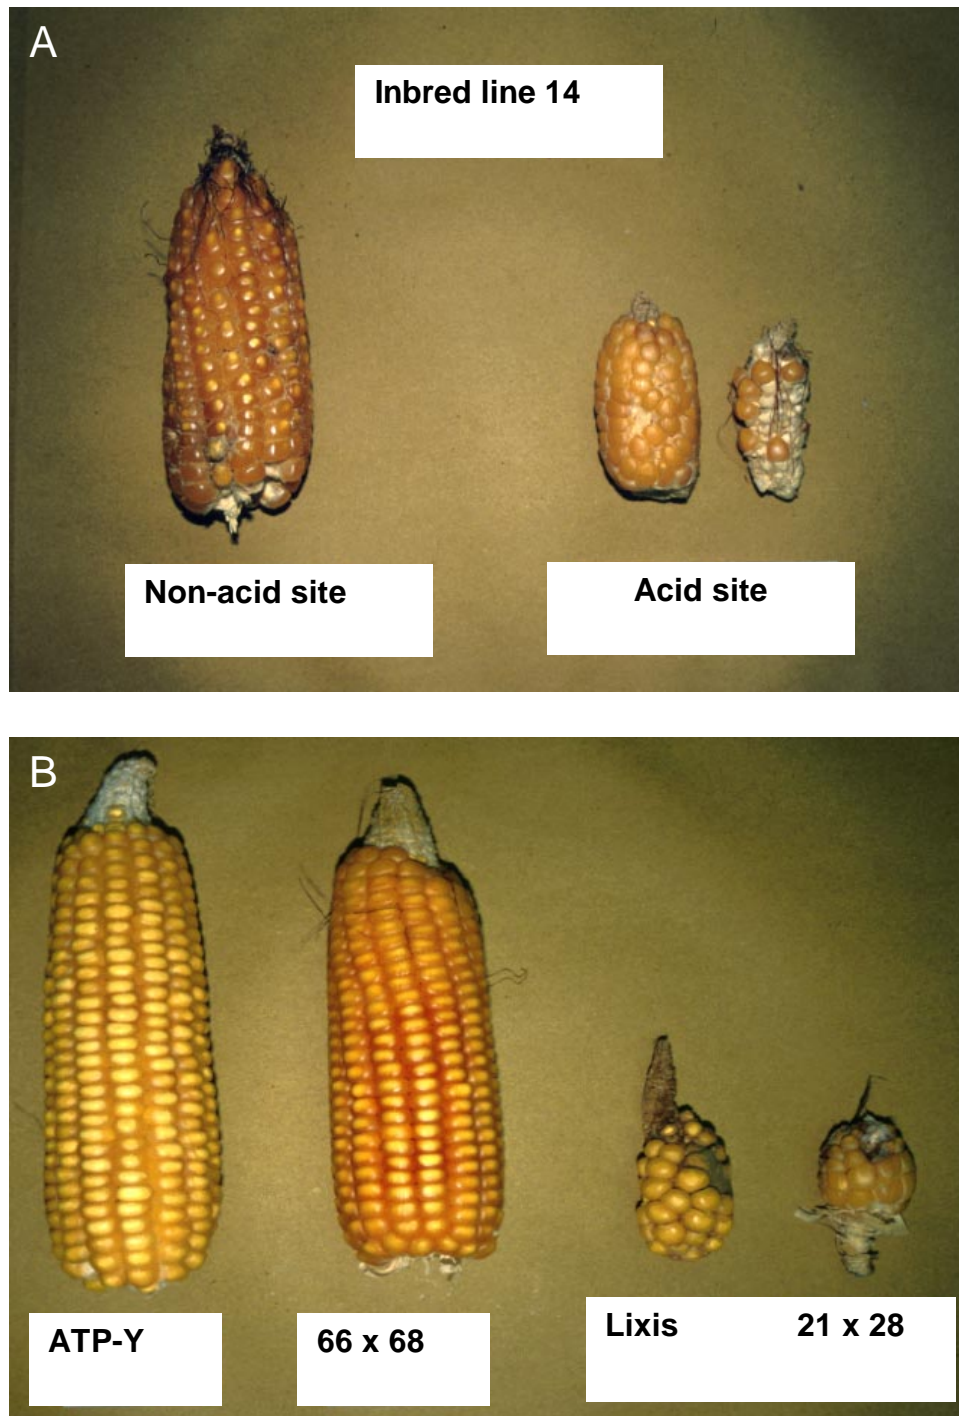 A
Inbred line 14
Non-acid site
Acid site
B
ATP-Y
66 x 68
Lixis
21 x 28